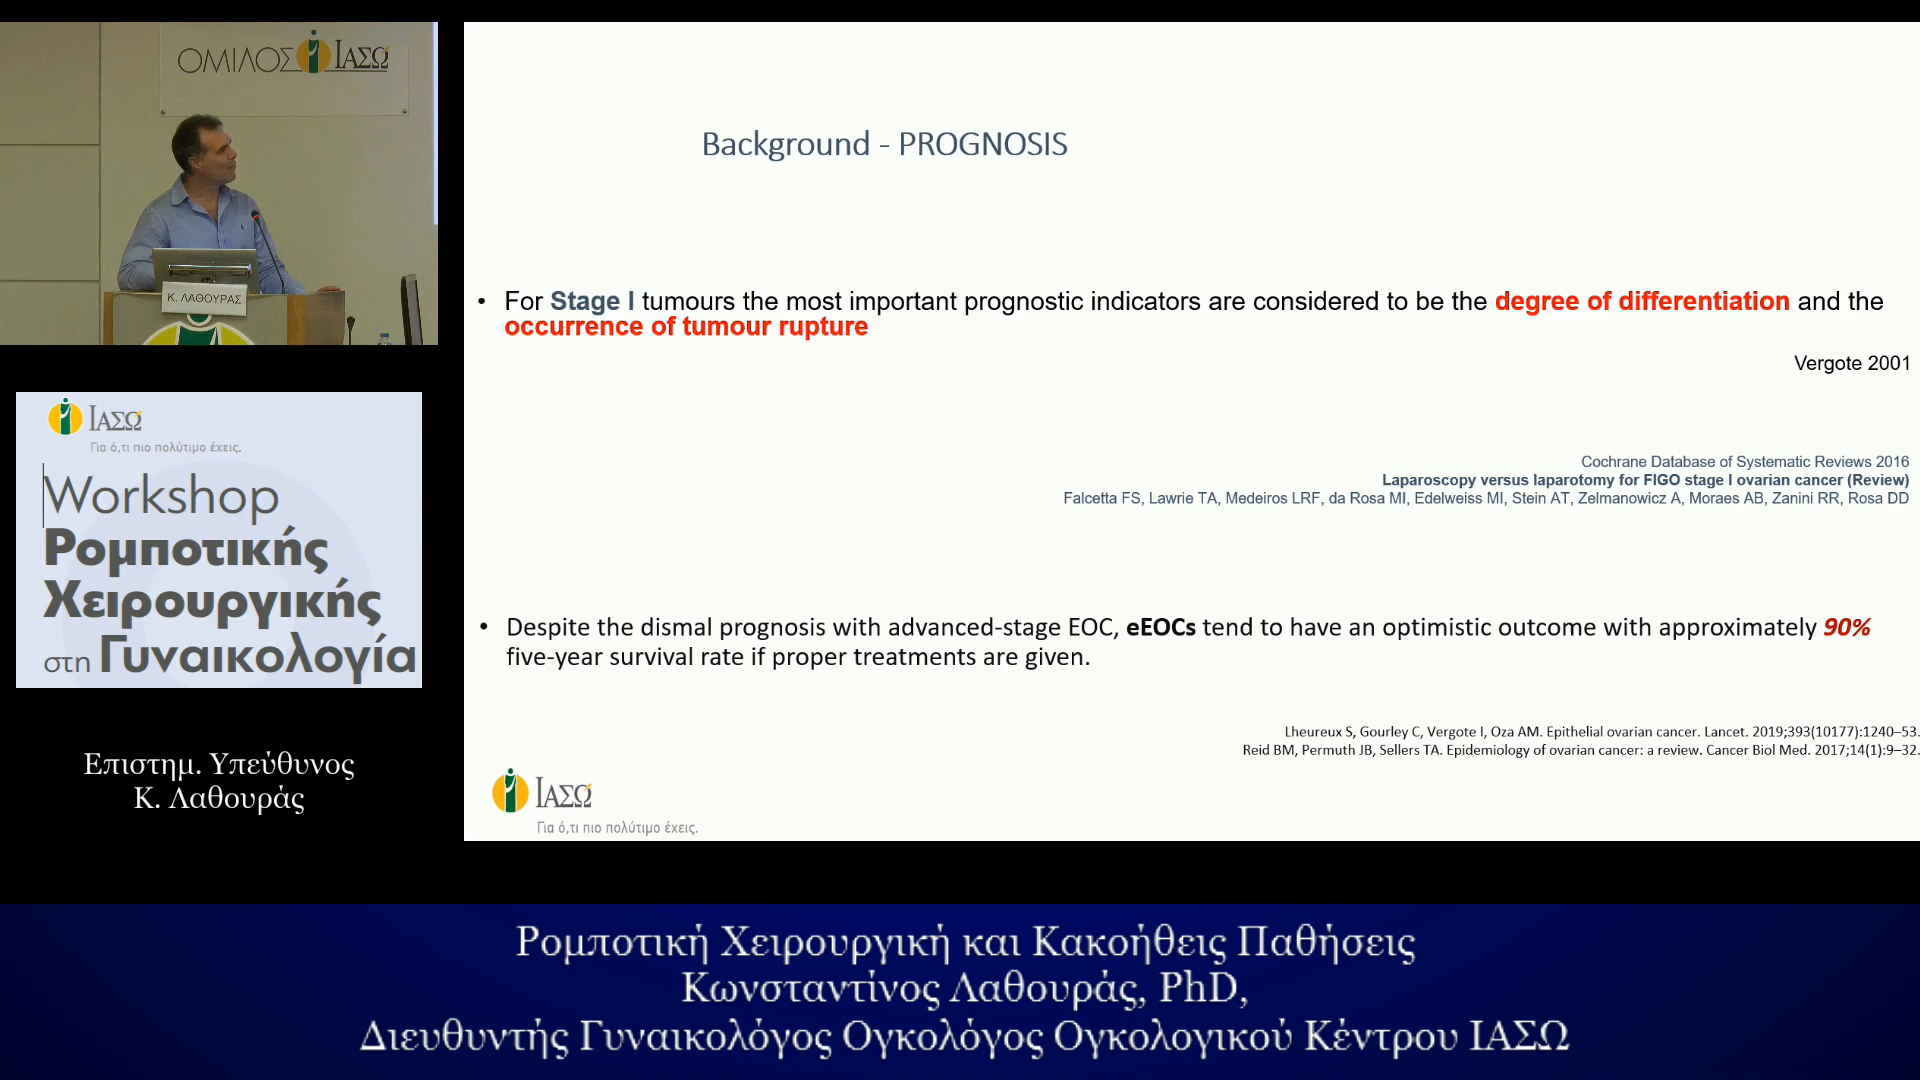 ΟΜΙΛΟΣ ΙΑΣΩ
Κ. ΛΑΘΟΥΡΑΣ
ΙΑΣΩ
Για ό,τι πιο πολύτιμο έχεις.
Workshop
Ρομποτικής
Χειρουργικής
στη Γυναικολογία
Επιστημ. Υπεύθυνος
Κ. Λαθουράς
Background - PROGNOSIS
• For Stage I tumours the most important prognostic indicators are considered to be the degree of differentiation and the
occurrence of tumour rupture
Vergote 2001
Cochrane Database of Systematic Reviews 2016
Laparoscopy versus laparotomy for FIGO stage I ovarian cancer (Review)
Falcetta FS, Lawrie TA, Medeiros LRF, da Rosa MI, Edelweiss MI, Stein AT, Zelmanowicz A, Moraes AB, Zanini RR, Rosa DD
• Despite the dismal prognosis with advanced-stage EOC, eEOCs tend to have an optimistic outcome with approximately 90%
five-year survival rate if proper treatments are given.
Lheureux S, Gourley C, Vergote I, Oza AM. Epithelial ovarian cancer. Lancet. 2019;393(10177):1240–53.
Reid BM, Permuth JB, Sellers TA. Epidemiology of ovarian cancer: a review. Cancer Biol Med. 2017;14(1):9–32.
ΙΑΣΩ
Για ό,τι πιο πολύτιμο έχεις.
Ρομποτική Χειρουργική και Κακοήθεις Παθήσεις
Κωνσταντίνος Λαθουράς, PhD,
Διευθυντής Γυναικολόγος Ογκολόγος Ογκολογικού Κέντρου ΙΑΣΩ